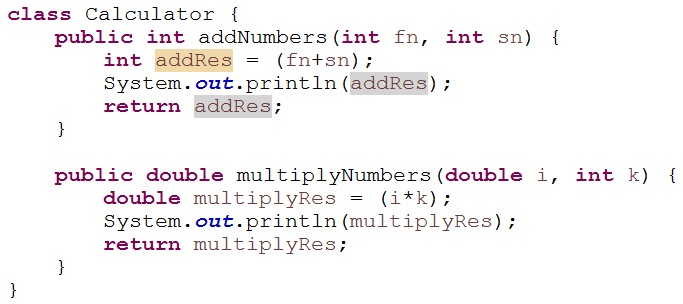 class Calculator {
    public int addNumbers(int fn, int sn) {
        int addRes = (fn+sn);
        System.out.println(addRes);
        return addRes;
    }

    public double multiplyNumbers(double i, int k) {
        double multiplyRes = (i*k);
        System.out.println(multiplyRes);
        return multiplyRes;
    }
}